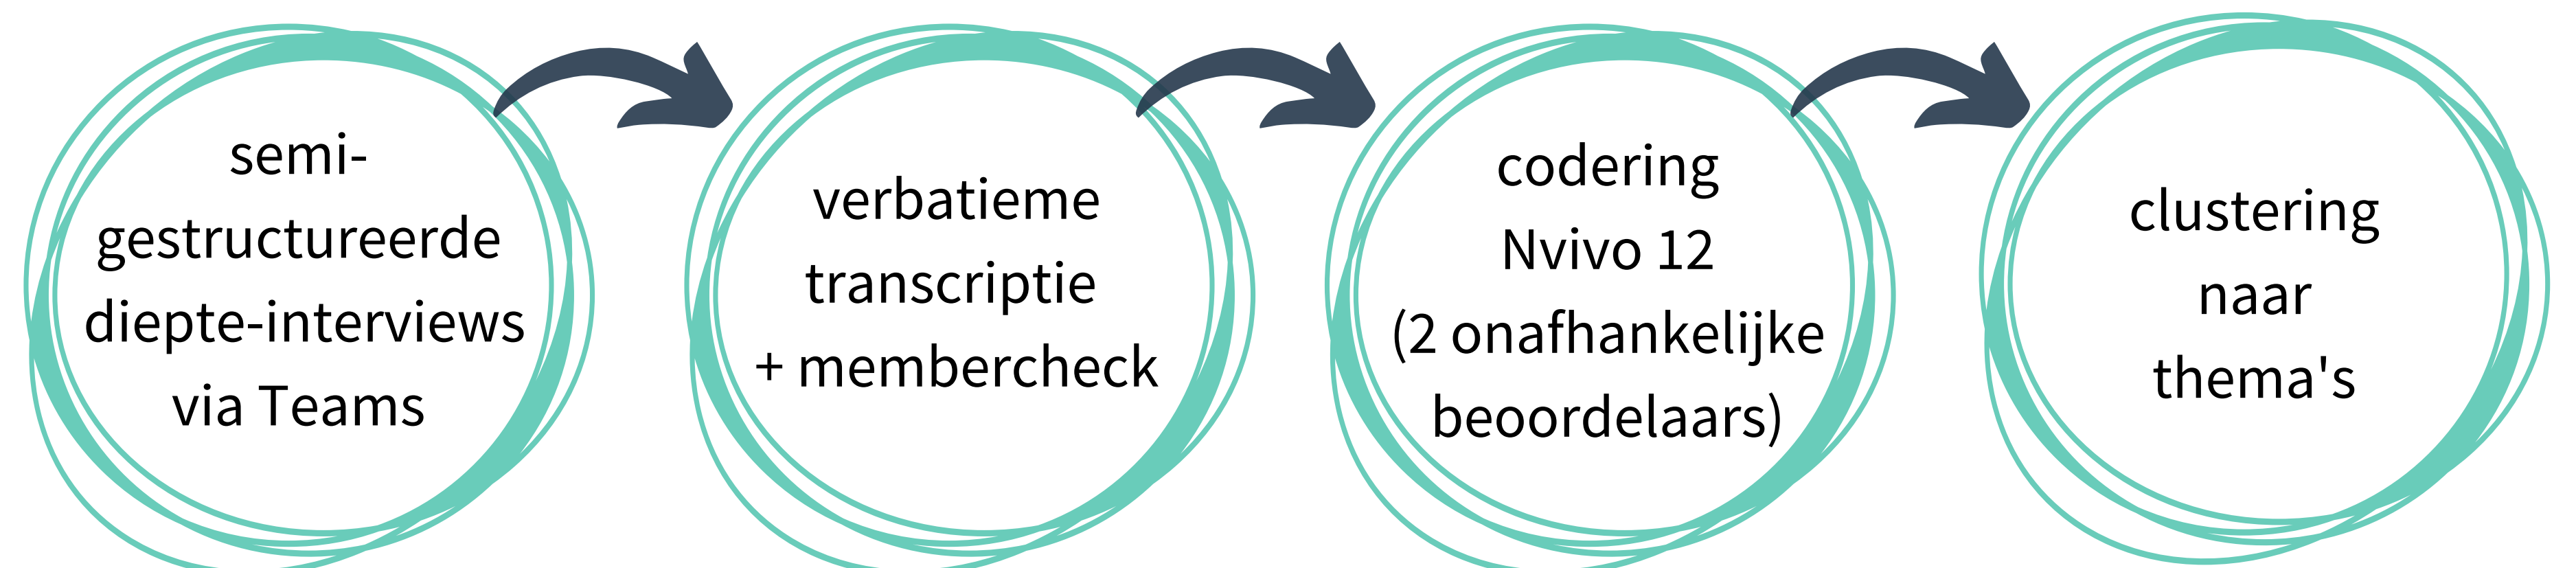 semi-
gestructureerde
diepte-interviews
via Teams
verbatieme
transcriptie
+ membercheck
codering
Nvivo 12
(2 onafhankelijke
beoordelaars)
clustering
naar
thema's